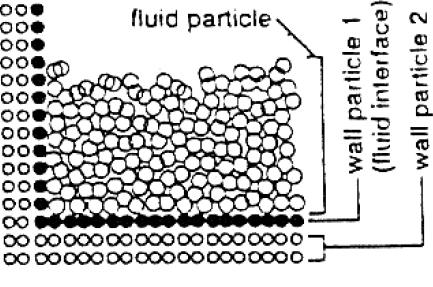 fluid particle
wall particle 1
(fluid interface)
wall particle 2